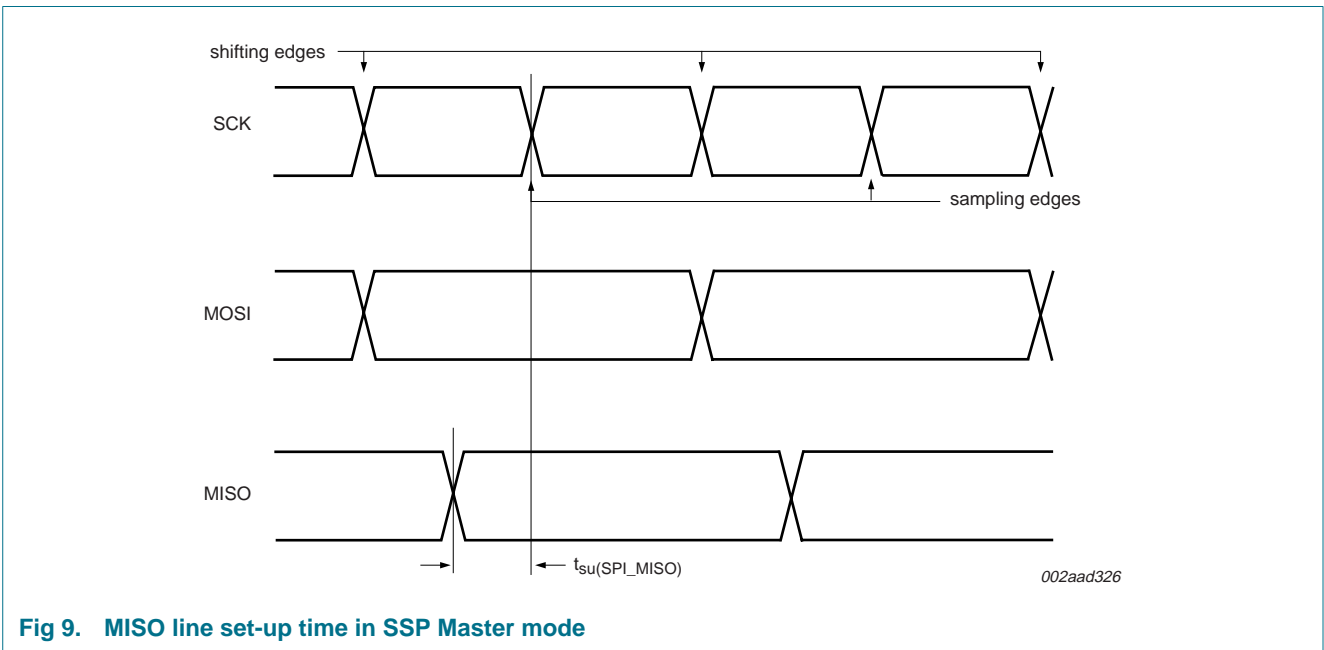 shifting edges
SCK
sampling edges
MOSI
MISO
tsu(SPI_MISO)
002aad326
Fig 9. MISO line set-up time in SSP Master mode